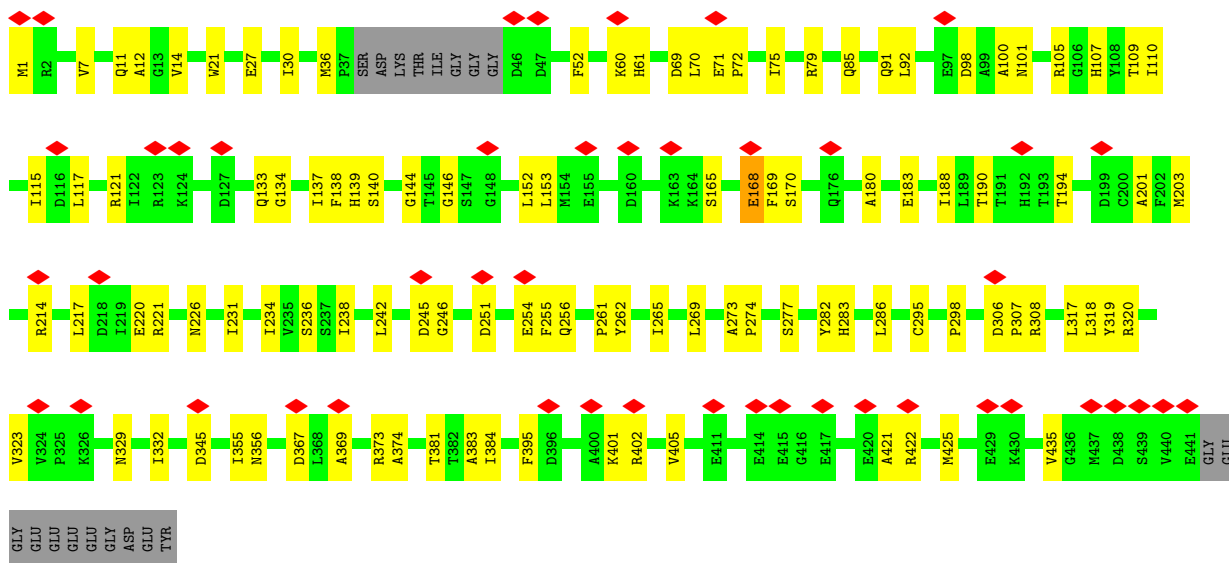 M1 R2 V7 Q11 A12 G13 V14 W21 E27 I30 M36 P37 SER ASP LYS THR ILE GLY GLY GLY D46 D47 F52 K60 H61 D69 L70 E71 P72 I75 R79 Q85 Q91 L92 E97 D98 A99 A100 N101 R105 G106 H107 Y108 T109 I110
I115 D116 L117 R121 I122 R123 K124 D127 Q133 G134 I137 F138 H139 S140 G144 T145 G146 S147 G148 L152 L153 M154 E155 D160 K163 K164 S165 E168 F169 S170 Q176 A180 E183 I188 L189 T190 T191 H192 T193 T194 D199 C200 A201 F202 M203
R214 L217 D218 I219 E220 R221 N226 I231 I234 V235 S236 S237 I238 L242 D245 G246 D251 E254 F255 Q256 P261 Y262 I265 L269 A273 P274 S277 Y282 H283 L286 C295 P298 D306 P307 R308 L317 L318 Y319 R320
V323 V324 P325 K326 N329 I332 D345 I355 N356 D367 L368 A369 R373 A374 T381 T382 A383 I384 F395 D396 A400 K401 R402 V405 E411 E414 E415 G416 E417 E420 A421 R422 M425 E429 K430 V435 G436 M437 D438 S439 V440 E441 GLY GLU
GLY GLU GLU GLU GLU GLY ASP GLU TYR